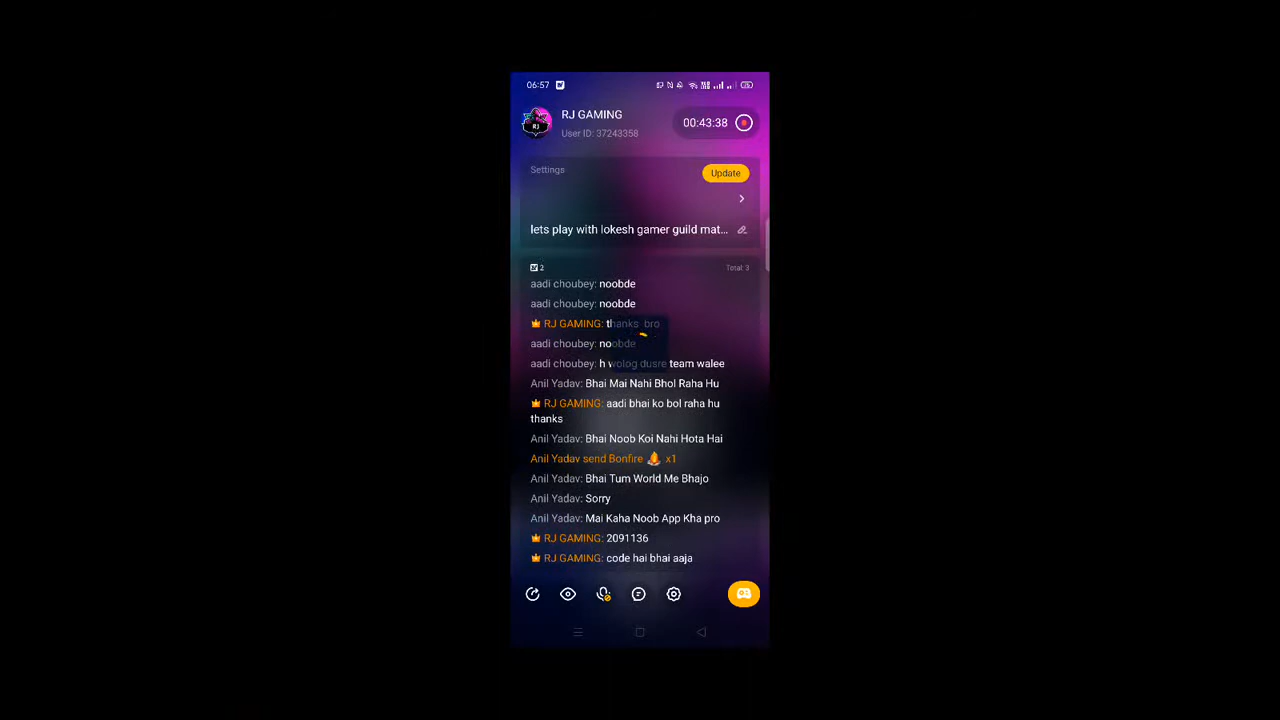 06:57
RJ GAMING
User ID: 37243358
00:43:38
Settings
Update
lets play with lokesh gamer guild mat...
2
Total: 3
aadi choubey: noobde
aadi choubey: noobde
RJ GAMING: thanks bro
aadi choubey: noobde
aadi choubey: h wolog dusre team walee
Anil Yadav: Bhai Mai Nahi Bhol Raha Hu
RJ GAMING: aadi bhai ko bol raha hu
thanks
Anil Yadav: Bhai Noob Koi Nahi Hota Hai
Anil Yadav send Bonfire x1
Anil Yadav: Bhai Tum World Me Bhajo
Anil Yadav: Sorry
Anil Yadav: Mai Kaha Noob App Kha pro
RJ GAMING: 2091136
RJ GAMING: code hai bhai aaja